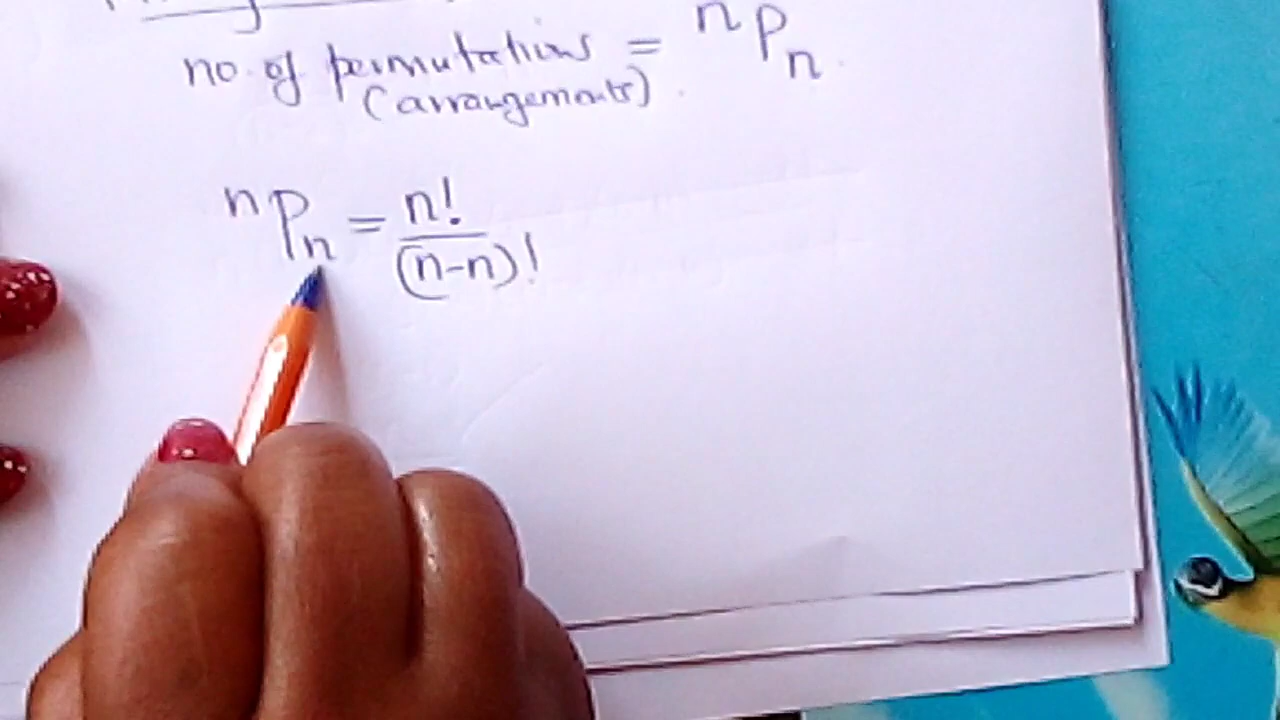 no. of permutations = ⁿPₙ
(arrangements)
ⁿPₙ = n!/(n-n)!